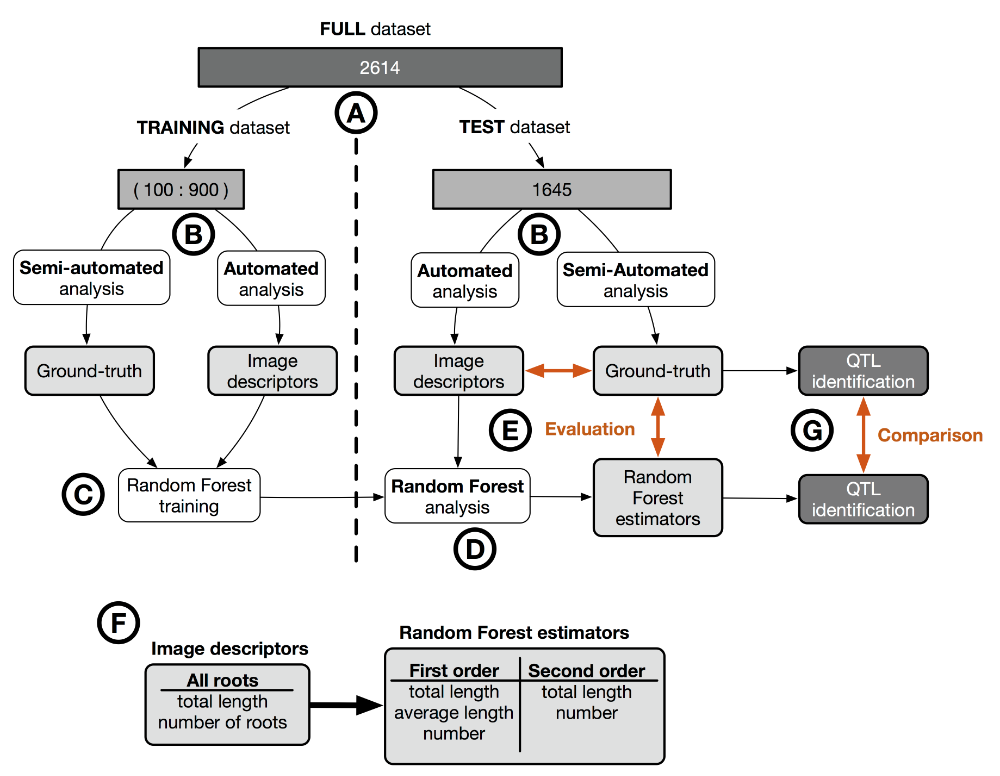 FULL dataset
2614
A
TRAINING dataset
TEST dataset
( 100 : 900 )
1645
B
B
Semi-automated
analysis
Automated
analysis
Automated
analysis
Semi-Automated
analysis
Ground-truth
Image
descriptors
Image
descriptors
Ground-truth
QTL
identification
E
Evaluation
G
Comparison
C
Random Forest
training
Random Forest
analysis
Random
Forest
estimators
QTL
identification
D
F
Image descriptors
All roots
total length
number of roots
Random Forest estimators
First order
total length
average length
number
Second order
total length
number